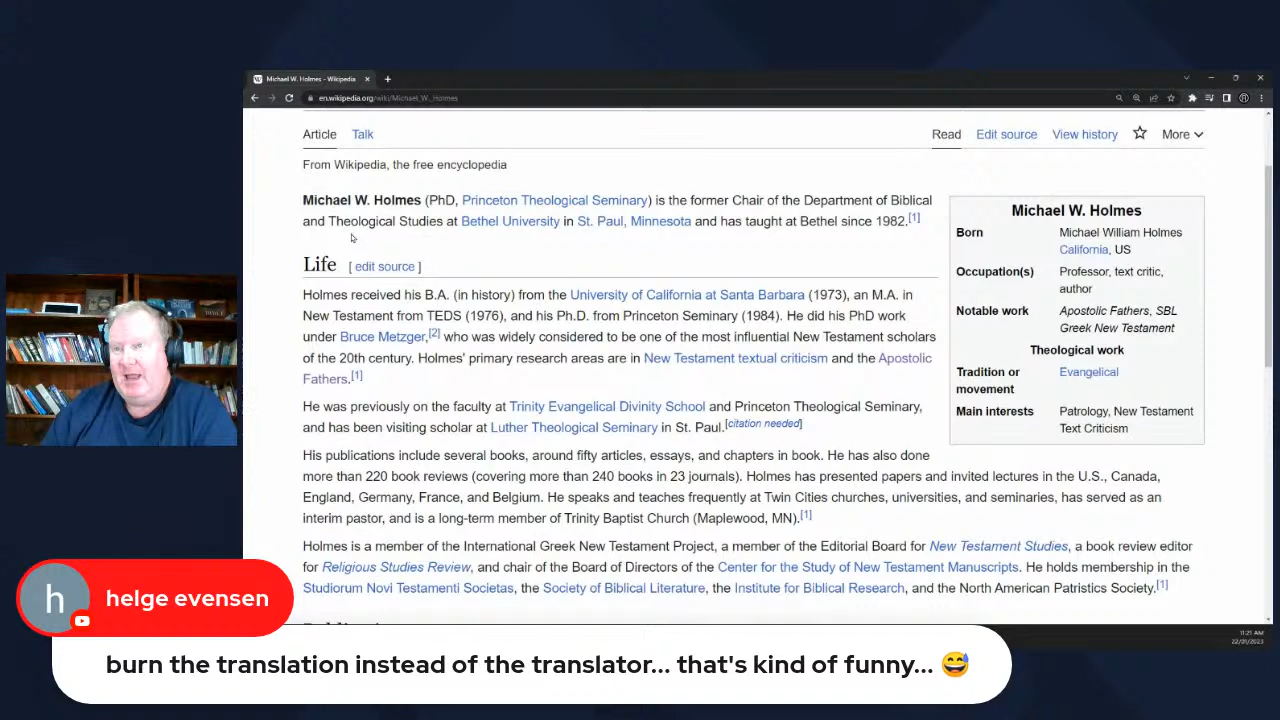 Michael W. Holmes - Wikipedia
en.wikipedia.org/wiki/Michael_W._Holmes
Article Talk Read Edit source View history More
From Wikipedia, the free encyclopedia
Michael W. Holmes (PhD, Princeton Theological Seminary) is the former Chair of the Department of Biblical
and Theological Studies at Bethel University in St. Paul, Minnesota and has taught at Bethel since 1982.[1]
Life [ edit source ]
Holmes received his B.A. (in history) from the University of California at Santa Barbara (1973), an M.A. in
New Testament from TEDS (1976), and his Ph.D. from Princeton Seminary (1984). He did his PhD work
under Bruce Metzger,[2] who was widely considered to be one of the most influential New Testament scholars
of the 20th century. Holmes' primary research areas are in New Testament textual criticism and the Apostolic
Fathers.[1]
He was previously on the faculty at Trinity Evangelical Divinity School and Princeton Theological Seminary,
and has been visiting scholar at Luther Theological Seminary in St. Paul.[citation needed]
His publications include several books, around fifty articles, essays, and chapters in book. He has also done
more than 220 book reviews (covering more than 240 books in 23 journals). Holmes has presented papers and invited lectures in the U.S., Canada,
England, Germany, France, and Belgium. He speaks and teaches frequently at Twin Cities churches, universities, and seminaries, has served as an
interim pastor, and is a long-term member of Trinity Baptist Church (Maplewood, MN).[1]
Holmes is a member of the International Greek New Testament Project, a member of the Editorial Board for New Testament Studies, a book review editor
for Religious Studies Review, and chair of the Board of Directors of the Center for the Study of New Testament Manuscripts. He holds membership in the
Studiorum Novi Testamenti Societas, the Society of Biblical Literature, the Institute for Biblical Research, and the North American Patristics Society.[1]
Michael W. Holmes
Born Michael William Holmes
California, US
Occupation(s) Professor, text critic,
author
Notable work Apostolic Fathers, SBL
Greek New Testament
Theological work
Tradition or Evangelical
movement
Main interests Patrology, New Testament
Text Criticism
11:21 AM
22/01/2023
h
helge evensen
burn the translation instead of the translator... that's kind of funny... 😅